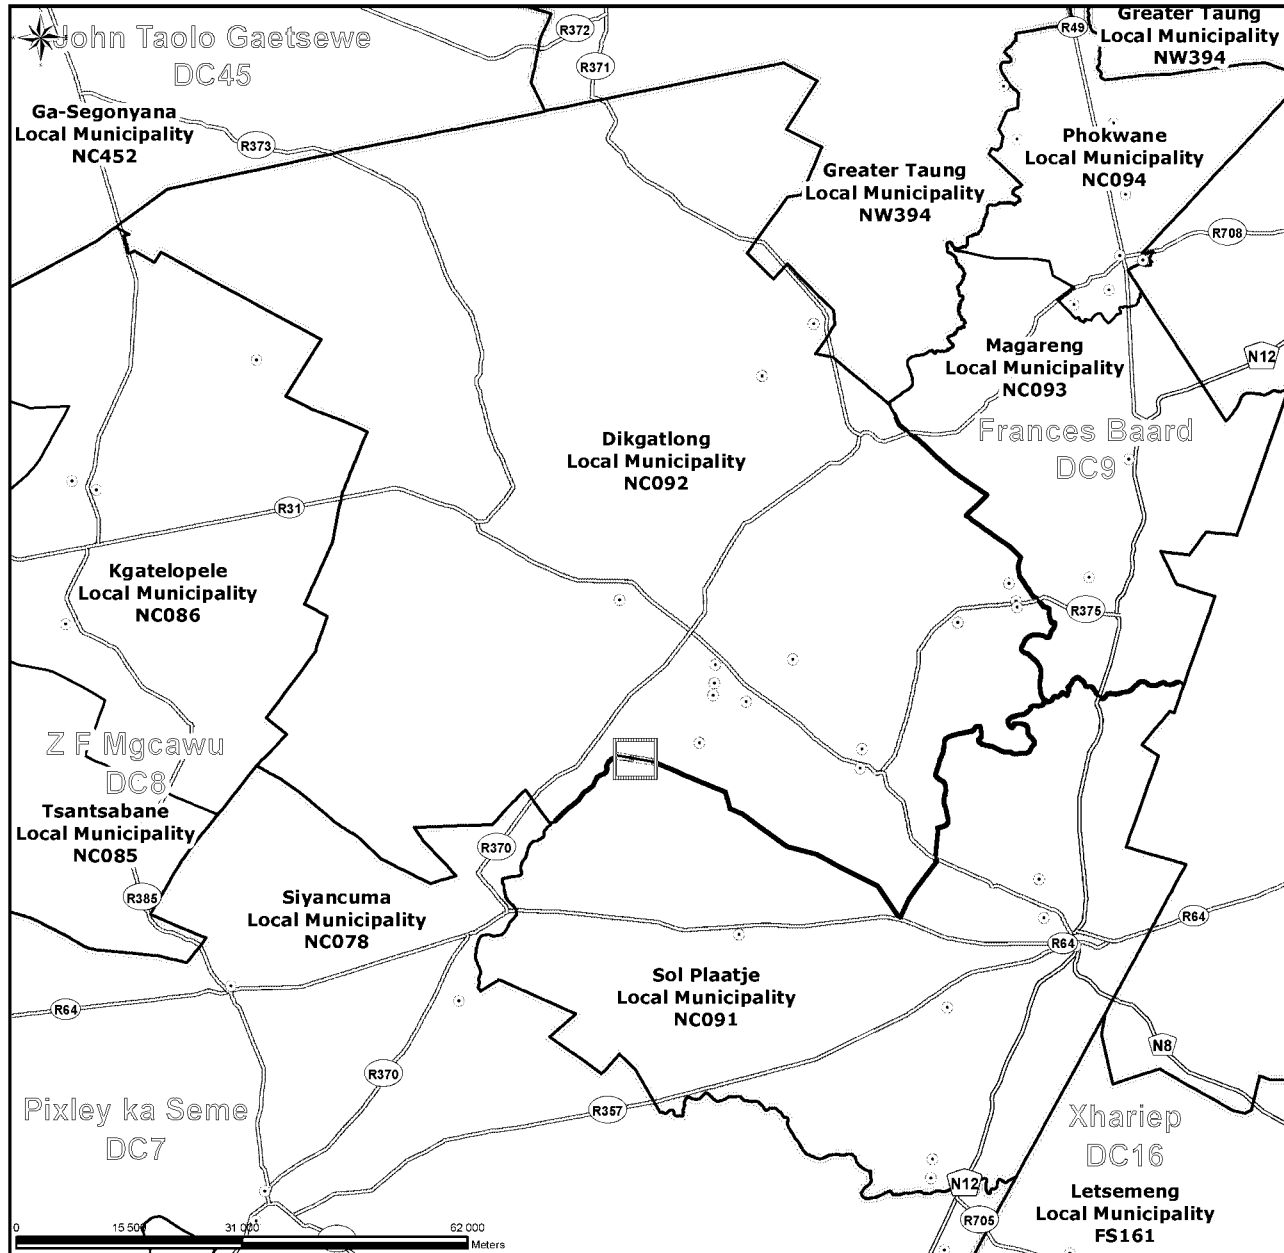 Greater Taung
Local Municipality
NW394
R372
R49
John Taolo Gaetsewe
DC45
R371
Ga-Segonyana
Local Municipality
NC452
R373
Phokwane
Local Municipality
NC094
Greater Taung
Local Municipality
NW394
R708
Magareng
Local Municipality
NC093
N12
Dikgatlong
Local Municipality
NC092
Frances Baard
DC9
R31
Kgatelopele
Local Municipality
NC086
R375
Z F Mgcawu
DC8
Tsantsabane
Local Municipality
NC085
R370
R385
Siyancuma
Local Municipality
NC078
R64
R64
Sol Plaatje
Local Municipality
NC091
R64
N8
R370
Pixley ka Seme
DC7
R357
Xhariep
DC16
N12
Letsemeng
Local Municipality
FS161
R705
0 15 500 31 000 62 000
Meters